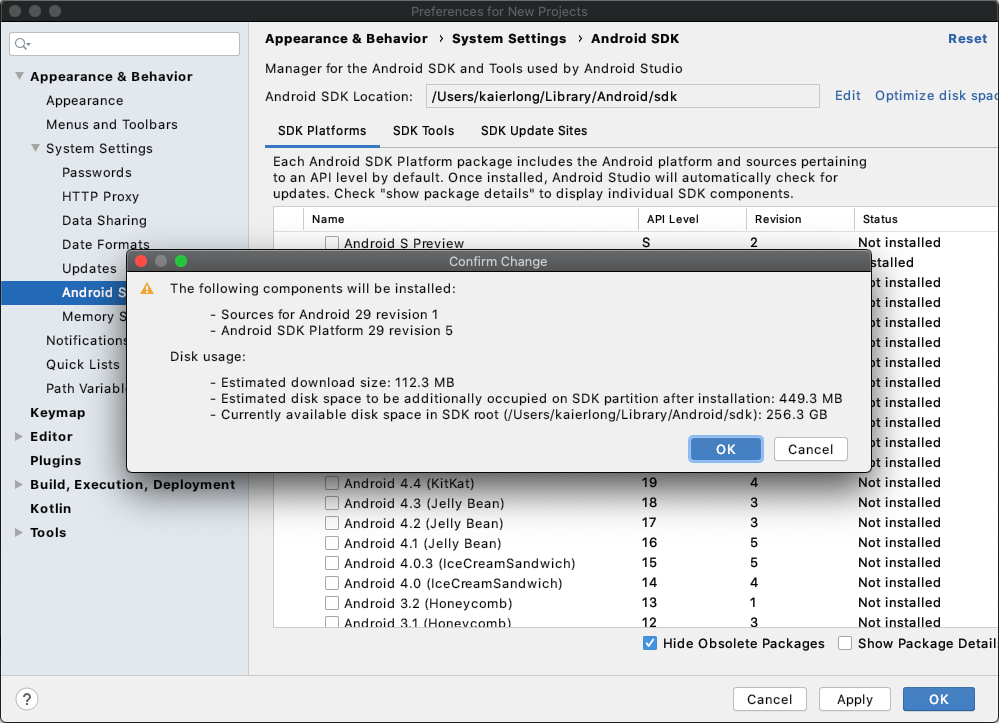 Preferences for New Projects
Appearance & Behavior
Appearance
Menus and Toolbars
System Settings
Passwords
HTTP Proxy
Data Sharing
Date Formats
Updates
Android S
Memory S
Notifications
Quick Lists
Path Variabl
Keymap
Editor
Plugins
Build, Execution, Deployment
Kotlin
Tools
Appearance & Behavior › System Settings › Android SDK Reset
Manager for the Android SDK and Tools used by Android Studio
Android SDK Location: /Users/kaierlong/Library/Android/sdk Edit Optimize disk spac
SDK Platforms SDK Tools SDK Update Sites
Each Android SDK Platform package includes the Android platform and sources pertaining
to an API level by default. Once installed, Android Studio will automatically check for
updates. Check "show package details" to display individual SDK components.
Name API Level Revision Status
Android S Preview S 2 Not installed
stalled
ot installed
ot installed
ot installed
ot installed
ot installed
ot installed
ot installed
ot installed
ot installed
ot installed
Confirm Change
The following components will be installed:
- Sources for Android 29 revision 1
- Android SDK Platform 29 revision 5
Disk usage:
- Estimated download size: 112.3 MB
- Estimated disk space to be additionally occupied on SDK partition after installation: 449.3 MB
- Currently available disk space in SDK root (/Users/kaierlong/Library/Android/sdk): 256.3 GB
OK Cancel
Android 4.4 (KitKat) 19 4 Not installed
Android 4.3 (Jelly Bean) 18 3 Not installed
Android 4.2 (Jelly Bean) 17 3 Not installed
Android 4.1 (Jelly Bean) 16 5 Not installed
Android 4.0.3 (IceCreamSandwich) 15 5 Not installed
Android 4.0 (IceCreamSandwich) 14 4 Not installed
Android 3.2 (Honeycomb) 13 1 Not installed
Android 3.1 (Honeycomb) 12 3 Not installed
Hide Obsolete Packages Show Package Detail
? Cancel Apply OK